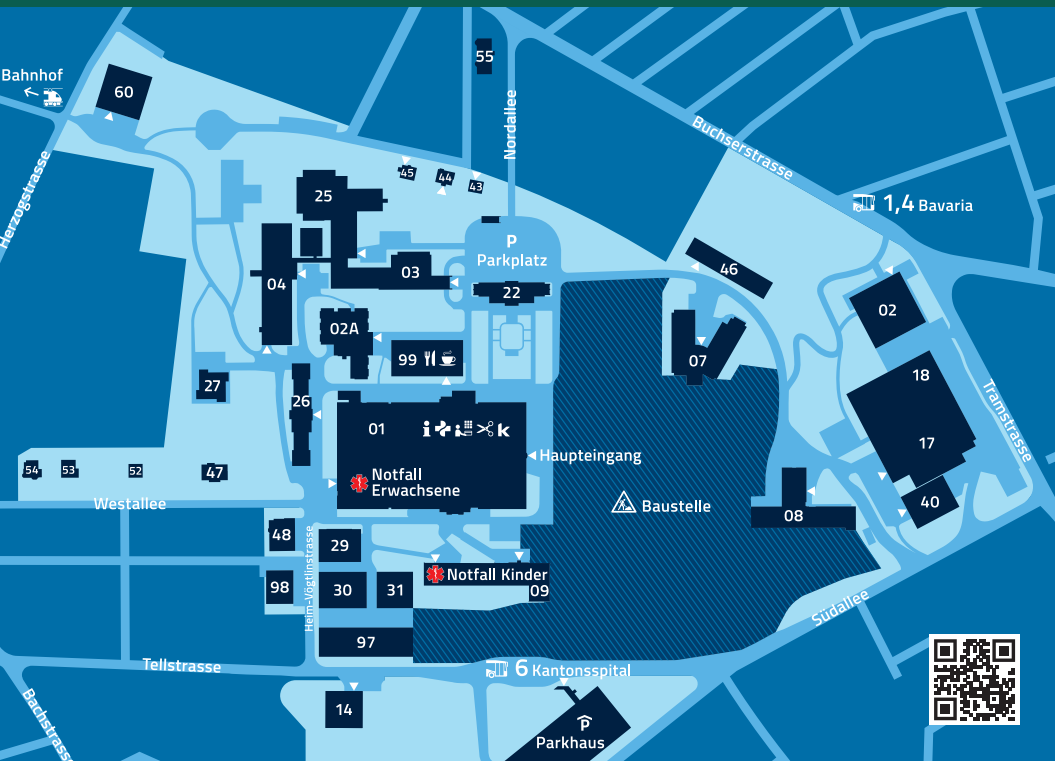 Bahnhof
60
55
Nordallee
Buchserstrasse
Herzogstrasse
45
44
43
25
1,4 Bavaria
P
Parkplatz
03
04
22
46
02
02A
99
07
27
26
18
17
Tramstrasse
01
i k
Haupteingang
Notfall
Erwachsene
54
53
52
47
Westallee
Baustelle
40
08
48
29
Heim-Vögtlinstrasse
Notfall Kinder
09
98
30
31
97
Südallee
Tellstrasse
6 Kantonsspital
Bachstrasse
14
P
Parkhaus